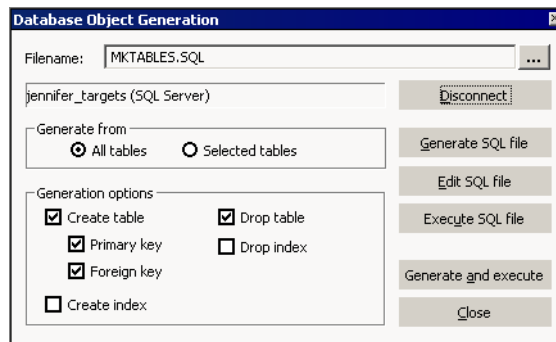 Database Object Generation
Filename: MKTABLES.SQL ...
jennifer_targets (SQL Server)
Disconnect
Generate from
All tables Selected tables
Generate SQL file
Edit SQL file
Generation options
Create table Drop table
Execute SQL file
Primary key Drop index
Foreign key
Generate and execute
Create index
Close